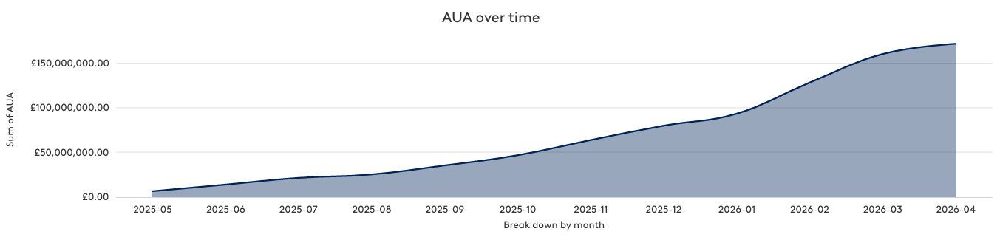 AUA over time
Sum of AUA
£150,000,000.00
£100,000,000.00
£50,000,000.00
£0.00
2025-05 2025-06 2025-07 2025-08 2025-09 2025-10 2025-11 2025-12 2026-01 2026-02 2026-03 2026-04
Break down by month